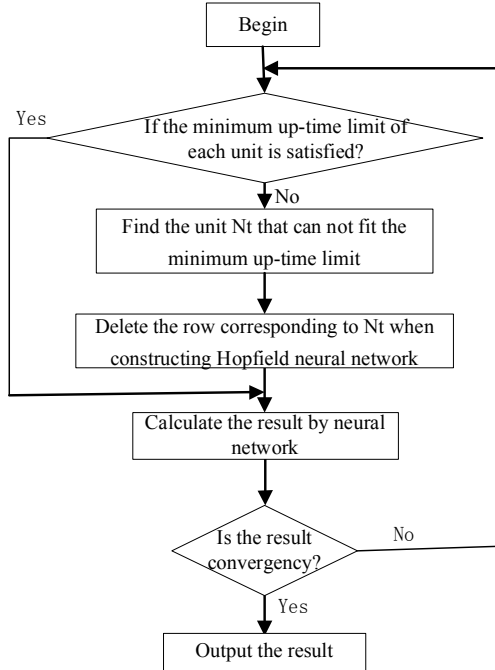 Begin
Yes
If the minimum up-time limit of
each unit is satisfied?
No
Find the unit Nt that can not fit the
minimum up-time limit
Delete the row corresponding to Nt when
constructing Hopfield neural network
Calculate the result by neural
network
Is the result
convergency?
No
Yes
Output the result